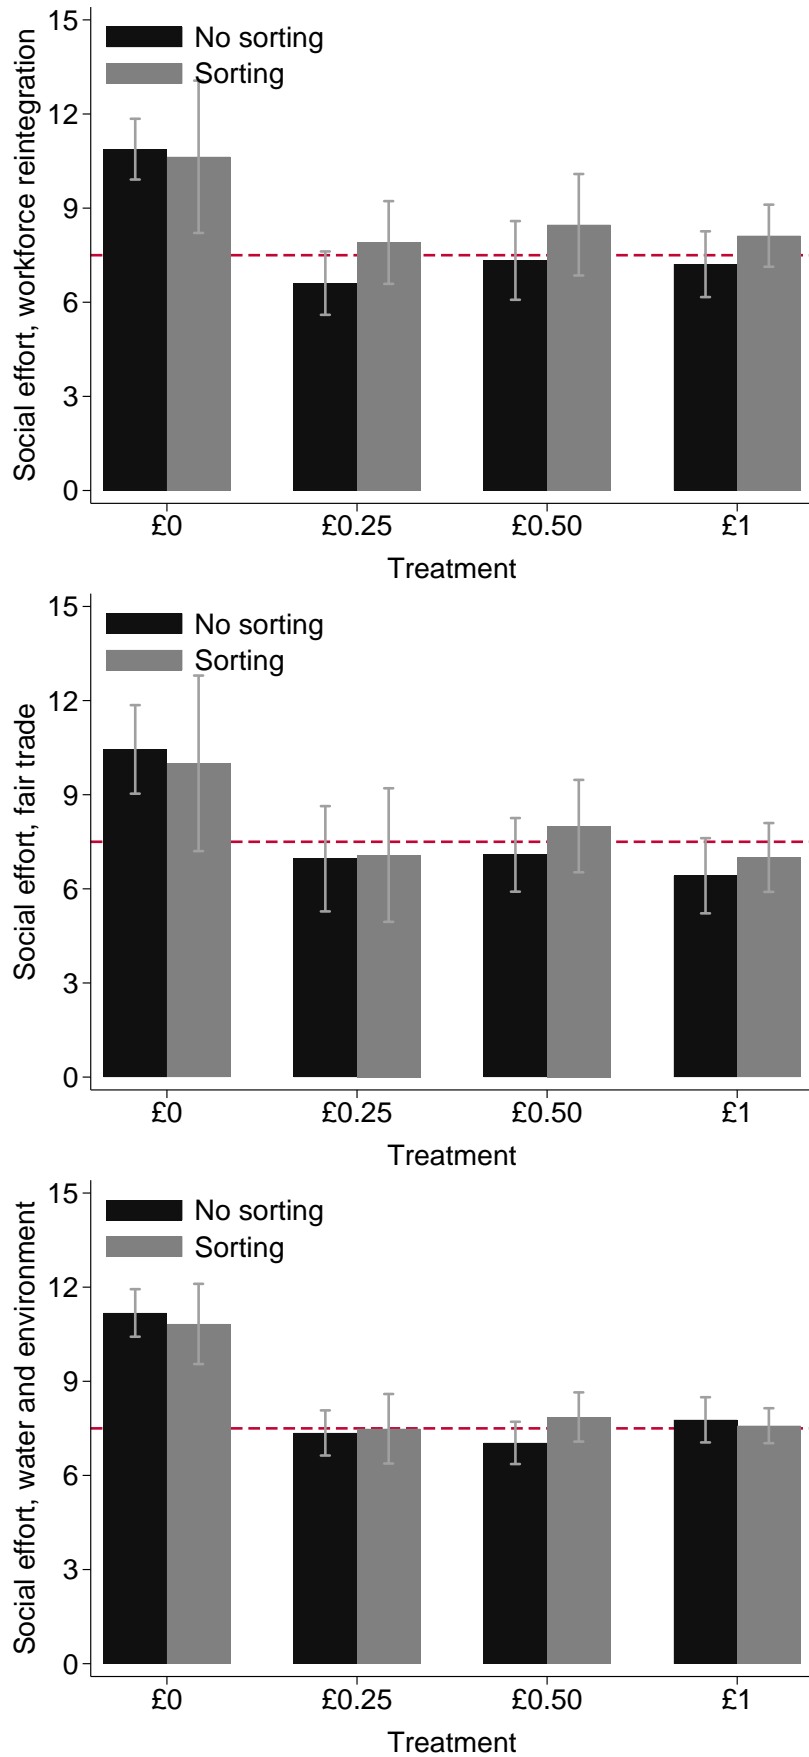 Social effort, workforce reintegration
15
12
9
6
3
0
No sorting
Sorting
£0 £0.25 £0.50 £1
Treatment
Social effort, fair trade
15
12
9
6
3
0
No sorting
Sorting
£0 £0.25 £0.50 £1
Treatment
Social effort, water and environment
15
12
9
6
3
0
No sorting
Sorting
£0 £0.25 £0.50 £1
Treatment